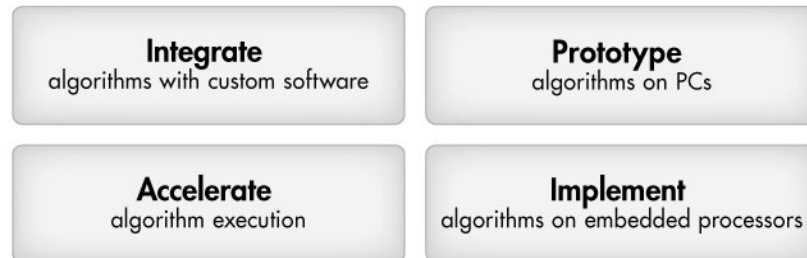 Integrate
algorithms with custom software
Prototype
algorithms on PCs
Accelerate
algorithm execution
Implement
algorithms on embedded processors